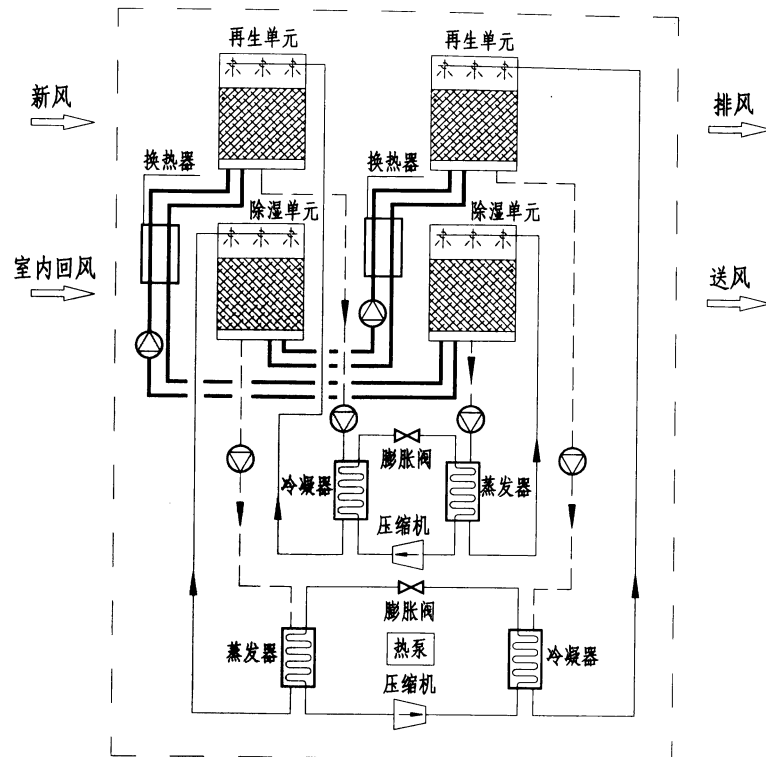 再生单元
再生单元
新风
排风
换热器
换热器
除湿单元
除湿单元
室内回风
送风
膨胀阀
冷凝器
蒸发器
压缩机
膨胀阀
蒸发器
热泵
冷凝器
压缩机